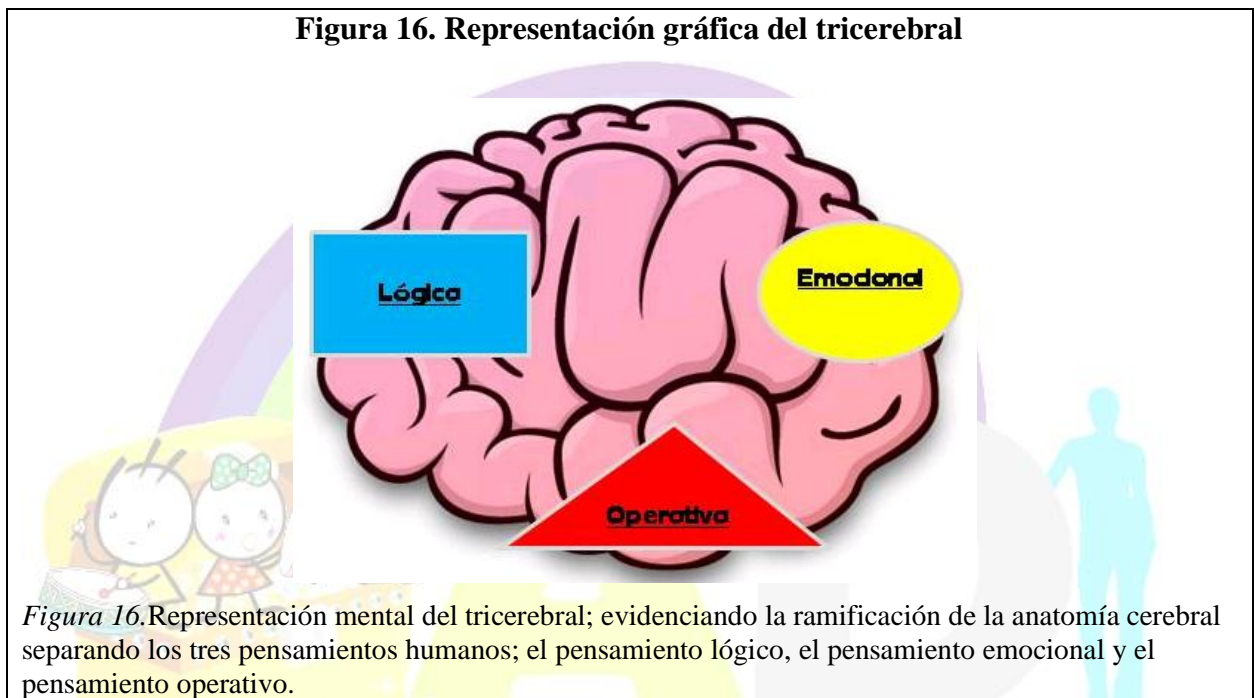 Figura 16. Representación gráfica del tricerebral
Lógica
Emocional
Operativa
Figura 16.Representación mental del tricerebral; evidenciando la ramificación de la anatomía cerebral
separando los tres pensamientos humanos; el pensamiento lógico, el pensamiento emocional y el
pensamiento operativo.